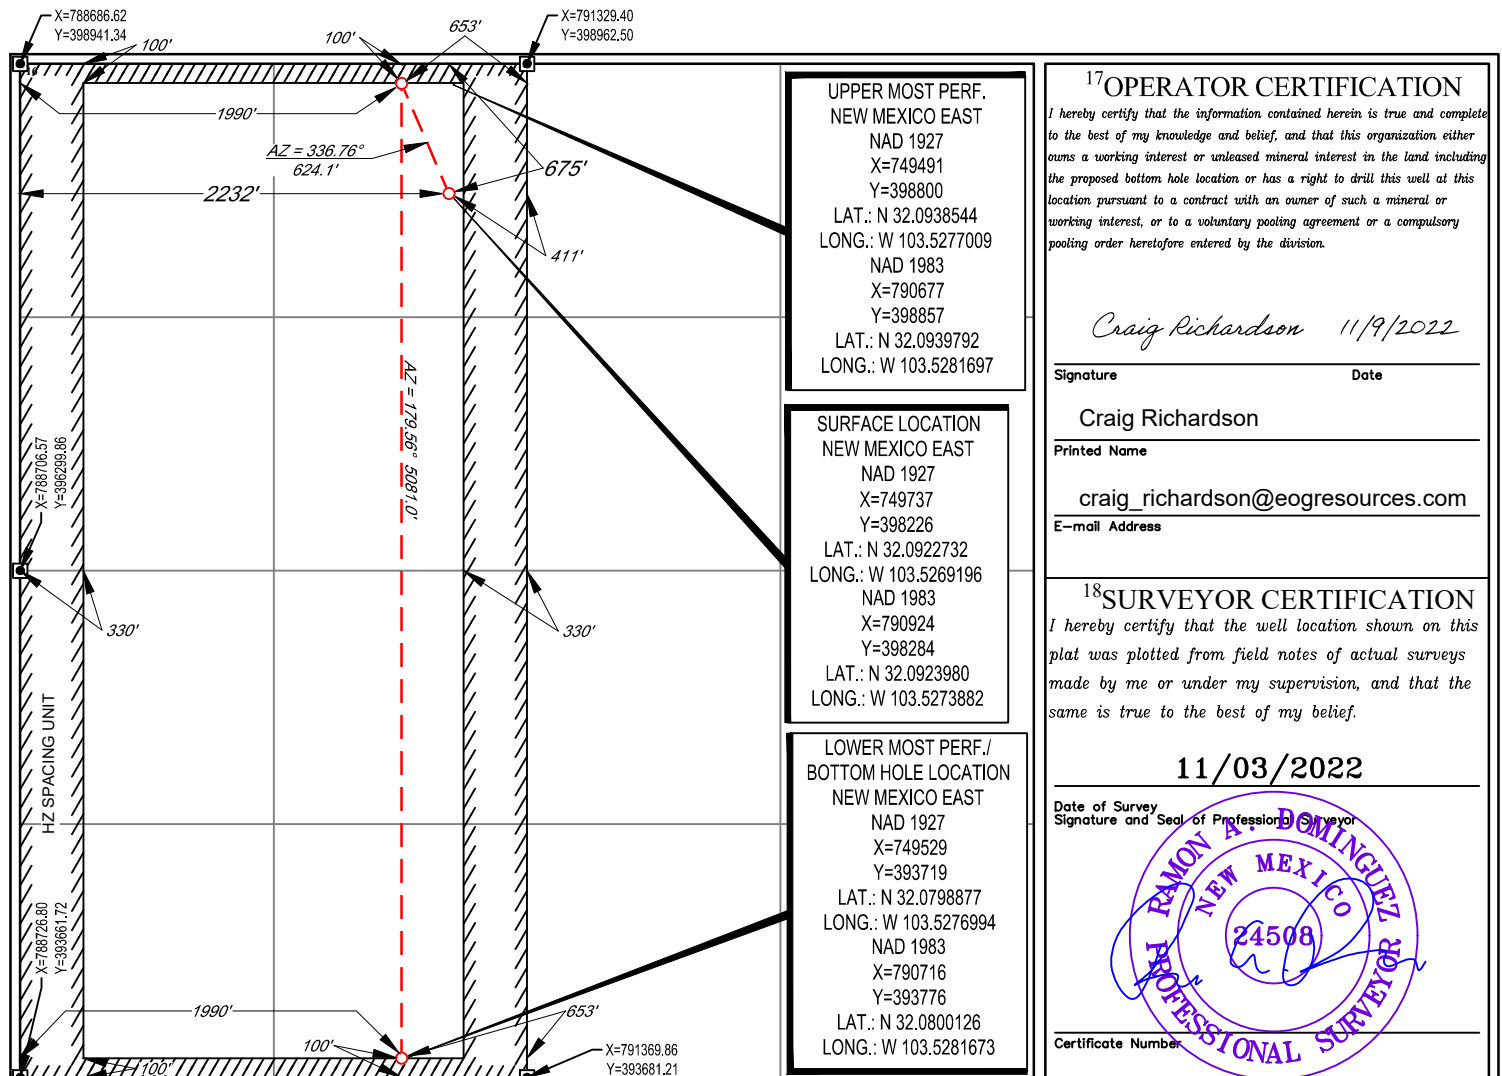 X=788686.62
Y=398941.34
100'
100'
653'
X=791329.40
Y=398962.50
1990'
AZ = 336.76°
624.1'
675'
2232'
411'
AZ = 179.56° 5081.0'
X=788706.57
Y=396299.86
330'
330'
HZ SPACING UNIT
X=788726.80
Y=393661.72
1990'
653'
100'
100'
X=791369.86
Y=393681.21
UPPER MOST PERF.
NEW MEXICO EAST
NAD 1927
X=749491
Y=398800
LAT.: N 32.0938544
LONG.: W 103.5277009
NAD 1983
X=790677
Y=398857
LAT.: N 32.0939792
LONG.: W 103.5281697
SURFACE LOCATION
NEW MEXICO EAST
NAD 1927
X=749737
Y=398226
LAT.: N 32.0922732
LONG.: W 103.5269196
NAD 1983
X=790924
Y=398284
LAT.: N 32.0923980
LONG.: W 103.5273882
LOWER MOST PERF./
BOTTOM HOLE LOCATION
NEW MEXICO EAST
NAD 1927
X=749529
Y=393719
LAT.: N 32.0798877
LONG.: W 103.5276994
NAD 1983
X=790716
Y=393776
LAT.: N 32.0800126
LONG.: W 103.5281673
17OPERATOR CERTIFICATION
I hereby certify that the information contained herein is true and complete
to the best of my knowledge and belief, and that this organization either
owns a working interest or unleased mineral interest in the land including
the proposed bottom hole location or has a right to drill this well at this
location pursuant to a contract with an owner of such a mineral or
working interest, or to a voluntary pooling agreement or a compulsory
pooling order heretofore entered by the division.
Craig Richardson 11/9/2022
Signature Date
Craig Richardson
Printed Name
craig_richardson@eogresources.com
E-mail Address
18SURVEYOR CERTIFICATION
I hereby certify that the well location shown on this
plat was plotted from field notes of actual surveys
made by me or under my supervision, and that the
same is true to the best of my belief.
11/03/2022
Date of Survey
Signature and Seal of Professional Surveyor
RAMON A. DOMINGUEZ
NEW MEXICO
24508
PROFESSIONAL SURVEYOR
Certificate Number